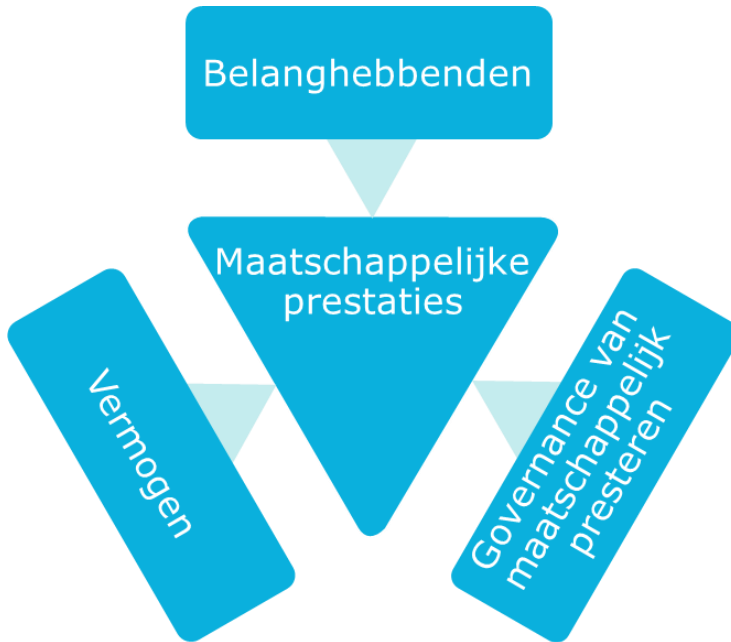 Belanghebbenden
Maatschappelijke
prestaties
Vermogen
Governance van
maatschappelijk
presteren